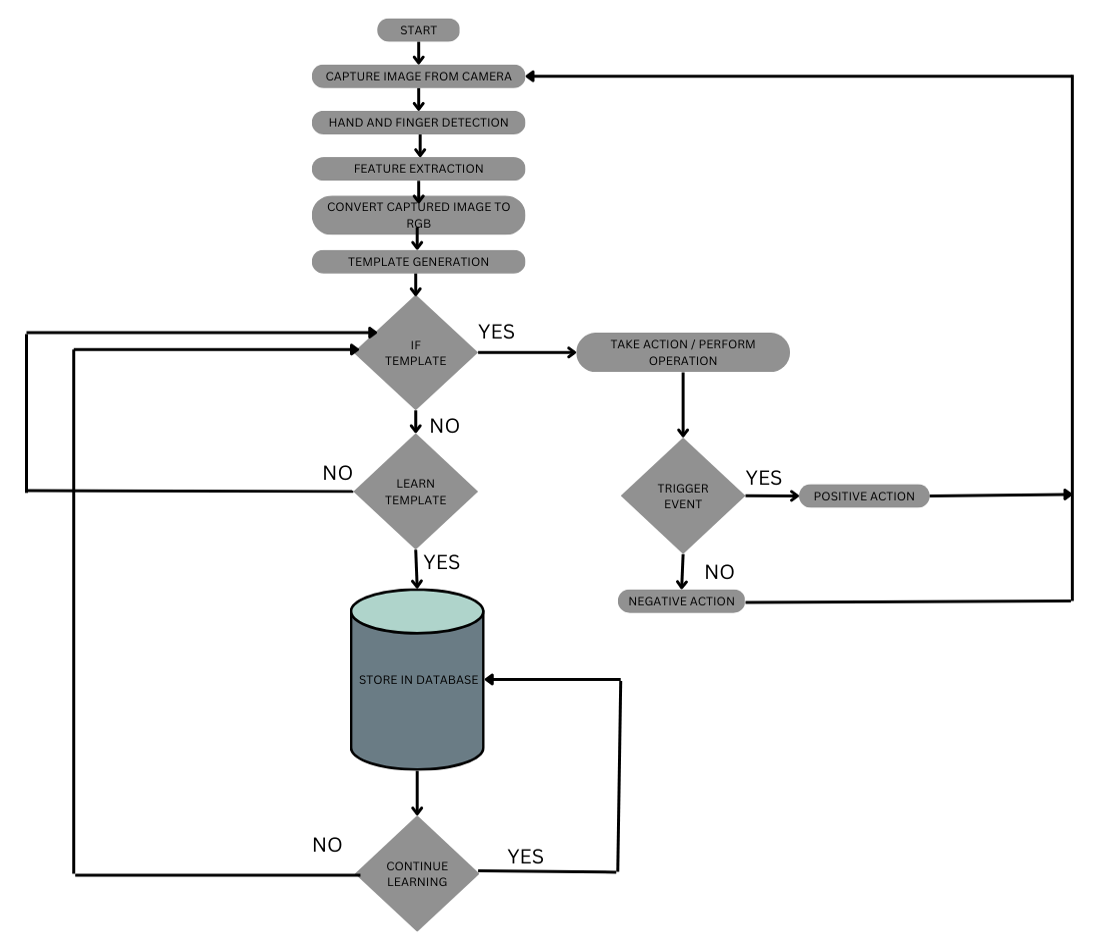 START
CAPTURE IMAGE FROM CAMERA
HAND AND FINGER DETECTION
FEATURE EXTRACTION
CONVERT CAPTURED IMAGE TO
RGB
TEMPLATE GENERATION
IF
TEMPLATE
YES
TAKE ACTION / PERFORM
OPERATION
NO
LEARN
TEMPLATE
NO
YES
TRIGGER
EVENT
YES
POSITIVE ACTION
NO
NEGATIVE ACTION
STORE IN DATABASE
CONTINUE
LEARNING
NO
YES